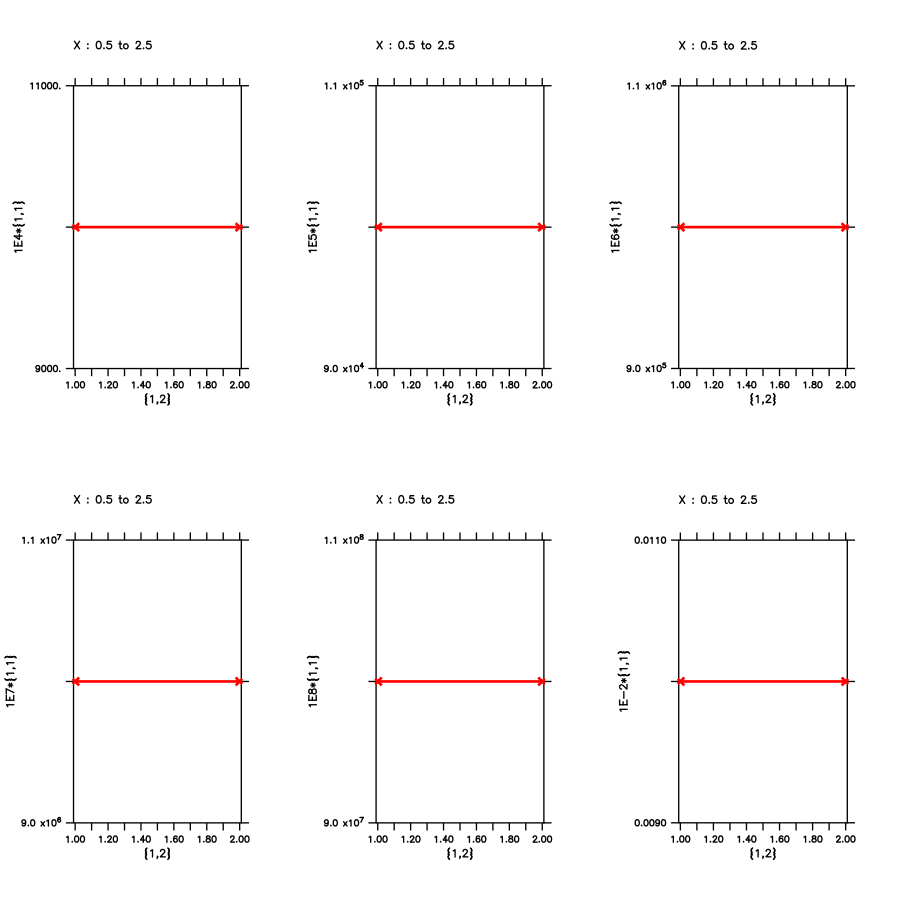 X : 0.5 to 2.5
11000.
1E4*{1,1}
9000.
1.00 1.20 1.40 1.60 1.80 2.00
{1,2}
X : 0.5 to 2.5
1.1 x10⁵
1E5*{1,1}
9.0 x10⁴
1.00 1.20 1.40 1.60 1.80 2.00
{1,2}
X : 0.5 to 2.5
1.1 x10⁶
1E6*{1,1}
9.0 x10⁵
1.00 1.20 1.40 1.60 1.80 2.00
{1,2}
X : 0.5 to 2.5
1.1 x10⁷
1E7*{1,1}
9.0 x10⁶
1.00 1.20 1.40 1.60 1.80 2.00
{1,2}
X : 0.5 to 2.5
1.1 x10⁸
1E8*{1,1}
9.0 x10⁷
1.00 1.20 1.40 1.60 1.80 2.00
{1,2}
X : 0.5 to 2.5
0.0110
1E−2*{1,1}
0.0090
1.00 1.20 1.40 1.60 1.80 2.00
{1,2}